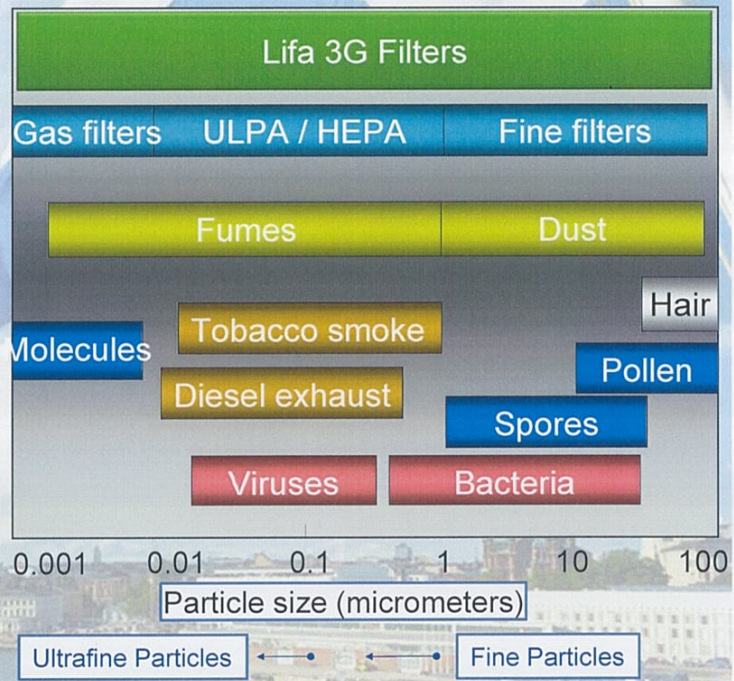 Lifa 3G Filters
Gas filters ULPA / HEPA Fine filters
Fumes Dust
Hair
Tobacco smoke
Molecules
Pollen
Diesel exhaust
Spores
Viruses Bacteria
0.001 0.01 0.1 1 10 100
Particle size (micrometers)
Ultrafine Particles Fine Particles